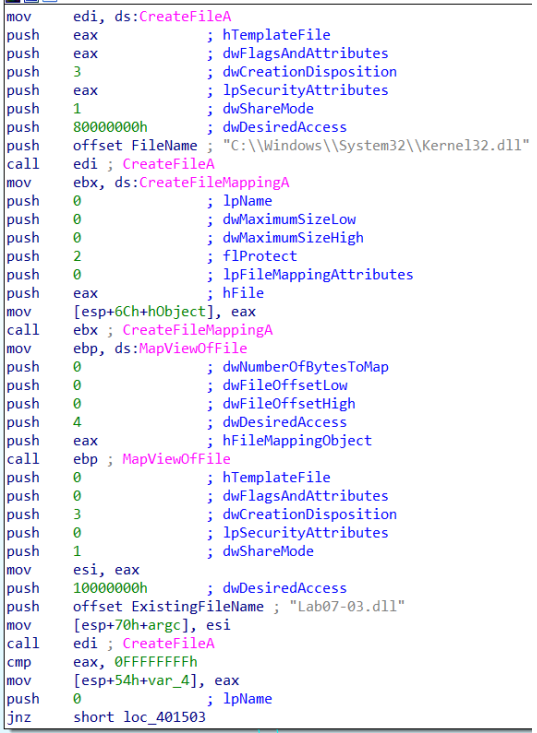 mov edi, ds:CreateFileA
push eax ; hTemplateFile
push eax ; dwFlagsAndAttributes
push 3 ; dwCreationDisposition
push eax ; lpSecurityAttributes
push 1 ; dwShareMode
push 80000000h ; dwDesiredAccess
push offset FileName ; "C:\\Windows\\System32\\Kernel32.dll"
call edi ; CreateFileA
mov ebx, ds:CreateFileMappingA
push 0 ; lpName
push 0 ; dwMaximumSizeLow
push 0 ; dwMaximumSizeHigh
push 2 ; flProtect
push 0 ; lpFileMappingAttributes
push eax ; hFile
mov [esp+6Ch+hObject], eax
call ebx ; CreateFileMappingA
mov ebp, ds:MapViewOfFile
push 0 ; dwNumberOfBytesToMap
push 0 ; dwFileOffsetLow
push 0 ; dwFileOffsetHigh
push 4 ; dwDesiredAccess
push eax ; hFileMappingObject
call ebp ; MapViewOfFile
push 0 ; hTemplateFile
push 0 ; dwFlagsAndAttributes
push 3 ; dwCreationDisposition
push 0 ; lpSecurityAttributes
push 1 ; dwShareMode
mov esi, eax
push 10000000h ; dwDesiredAccess
push offset ExistingFileName ; "Lab07-03.dll"
mov [esp+70h+argc], esi
call edi ; CreateFileA
cmp eax, 0FFFFFFFFh
mov [esp+54h+var_4], eax
push 0 ; lpName
jnz short loc_401503